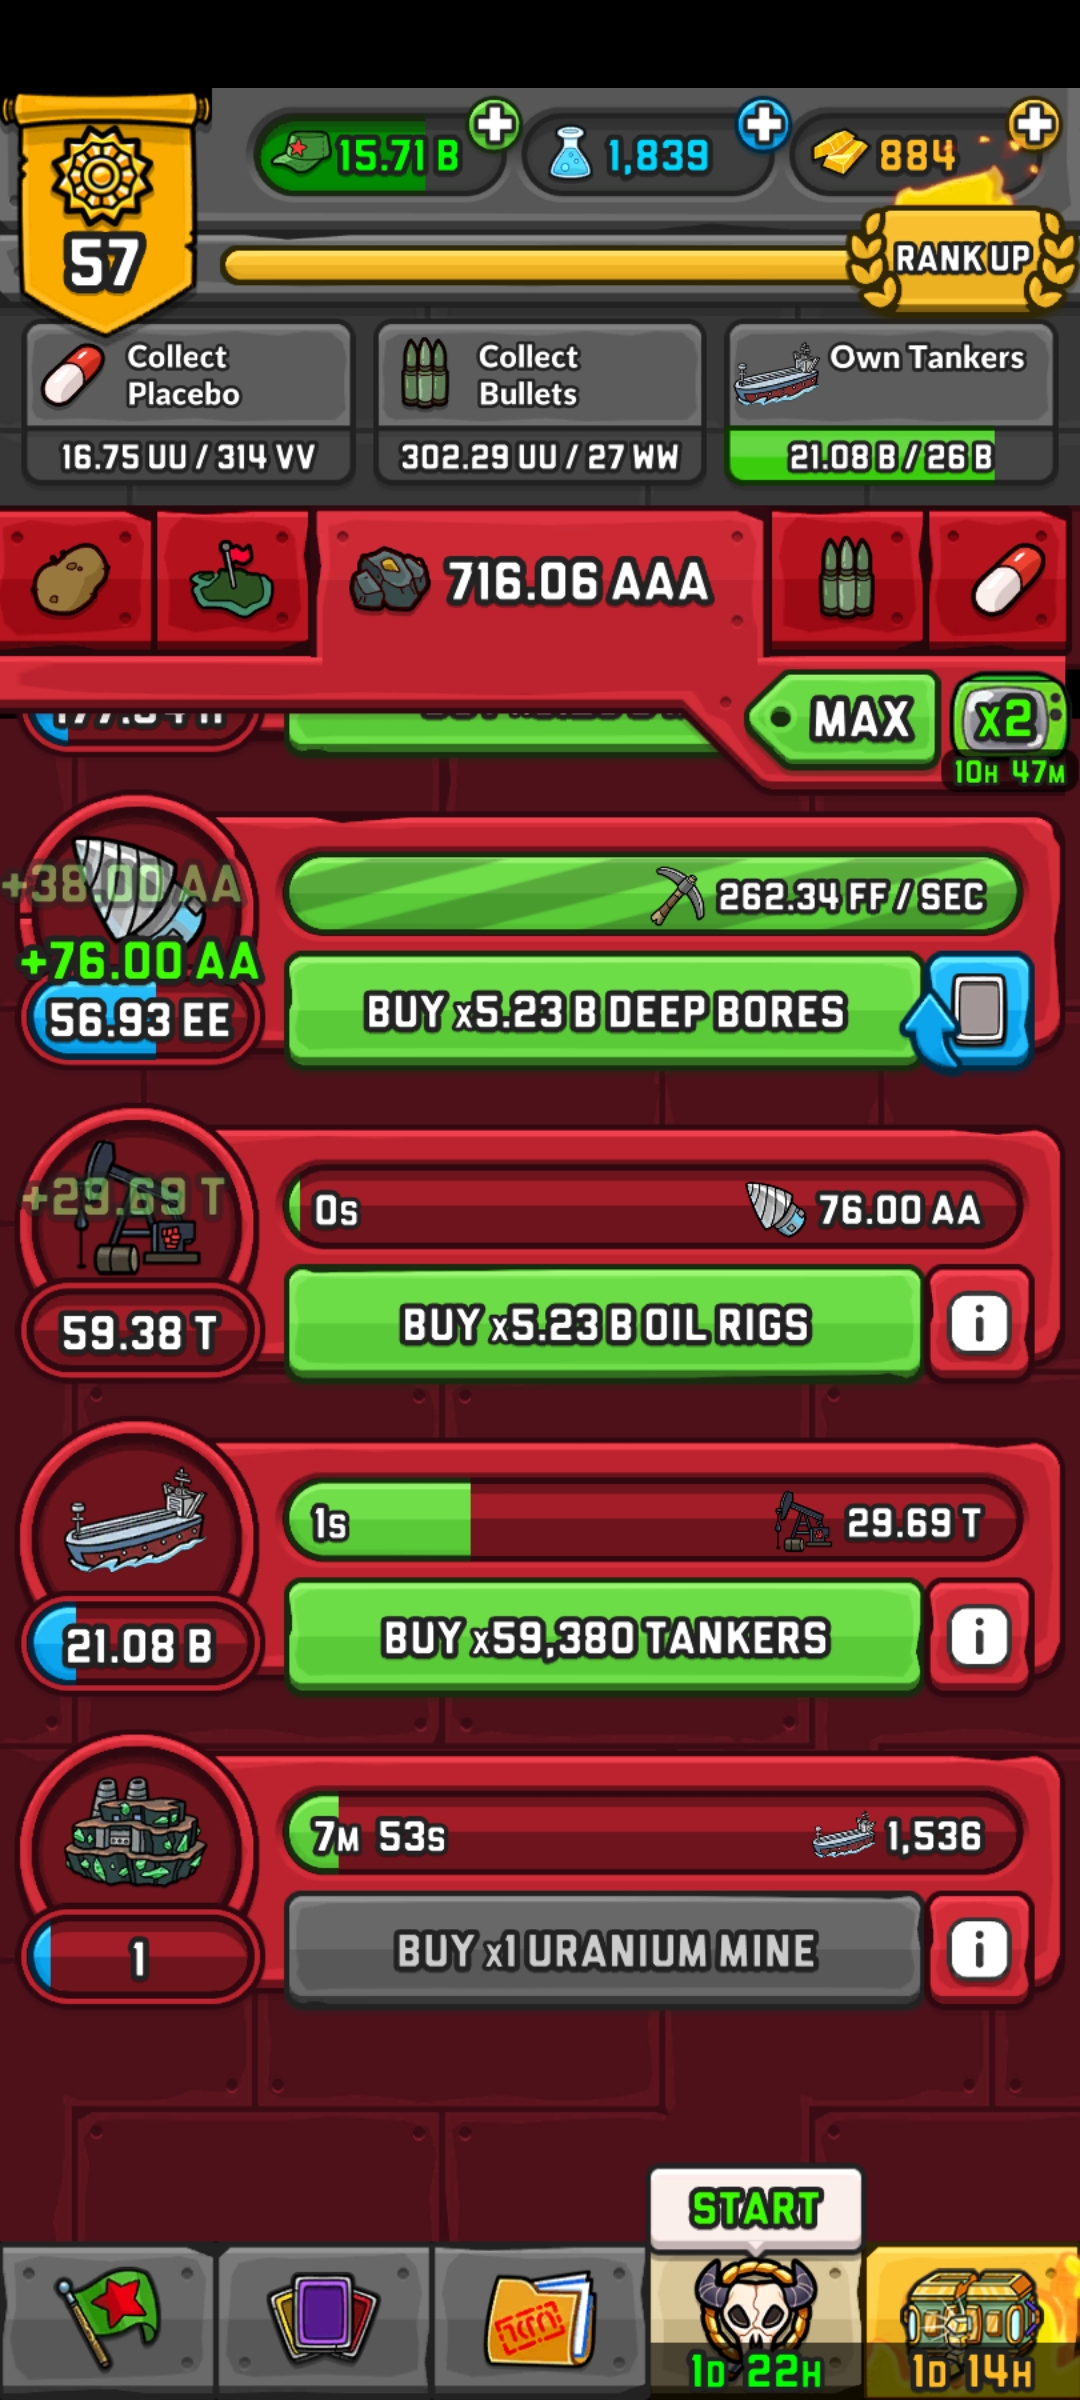 15.71 B
1,839
884
57
RANK UP
Collect
Placebo
16.75 UU / 314 VV
Collect
Bullets
302.29 UU / 27 WW
Own Tankers
21.08 B / 26 B
716.06 AAA
MAX
x2
10H 47M
+38.00 AA
+76.00 AA
56.93 EE
262.34 FF / SEC
BUY x5.23 B DEEP BORES
+29.69 T
59.38 T
0s
76.00 AA
BUY x5.23 B OIL RIGS
i
1s
29.69 T
21.08 B
BUY x59,380 TANKERS
i
7M 53s
1,536
1
BUY x1 URANIUM MINE
i
START
1D 22H
1D 14H